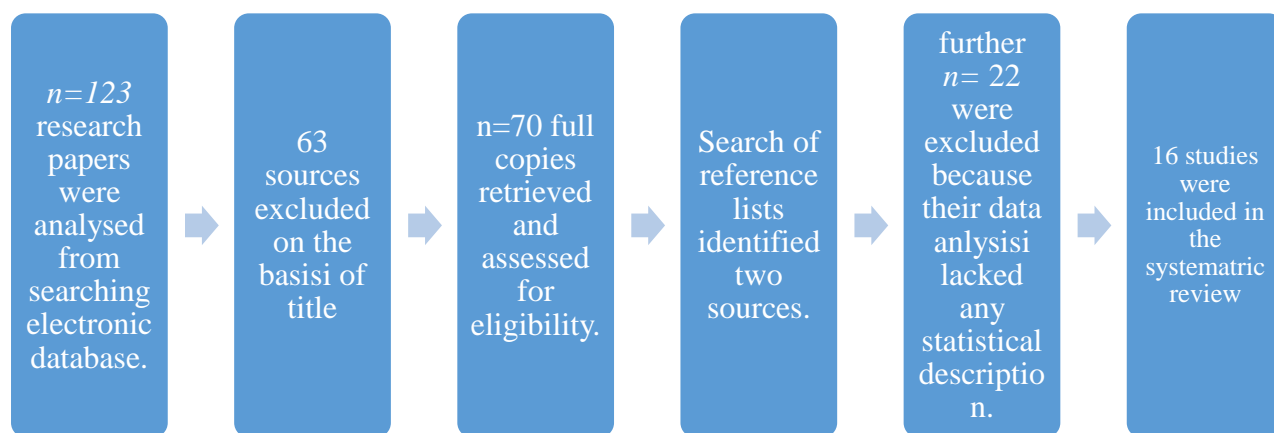 n=123
research
papers
were
analysed
from
searching
electronic
database.
63
sources
excluded
on the
basisi of
title
n=70 full
copies
retrieved
and
assessed
for
eligibility.
Search of
reference
lists
identified
two
sources.
further
n= 22
were
excluded
because
their data
anlysisi
lacked
any
statistical
descriptio
n.
16 studies
were
included in
the
systematric
review